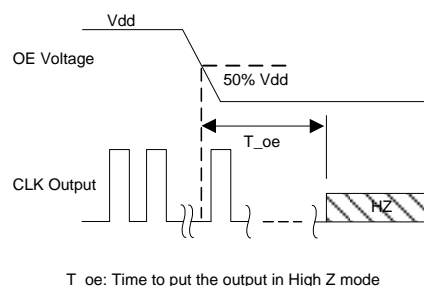 Vdd
OE Voltage
50% Vdd
T_oe
CLK Output
HZ
T_oe: Time to put the output in High Z mode